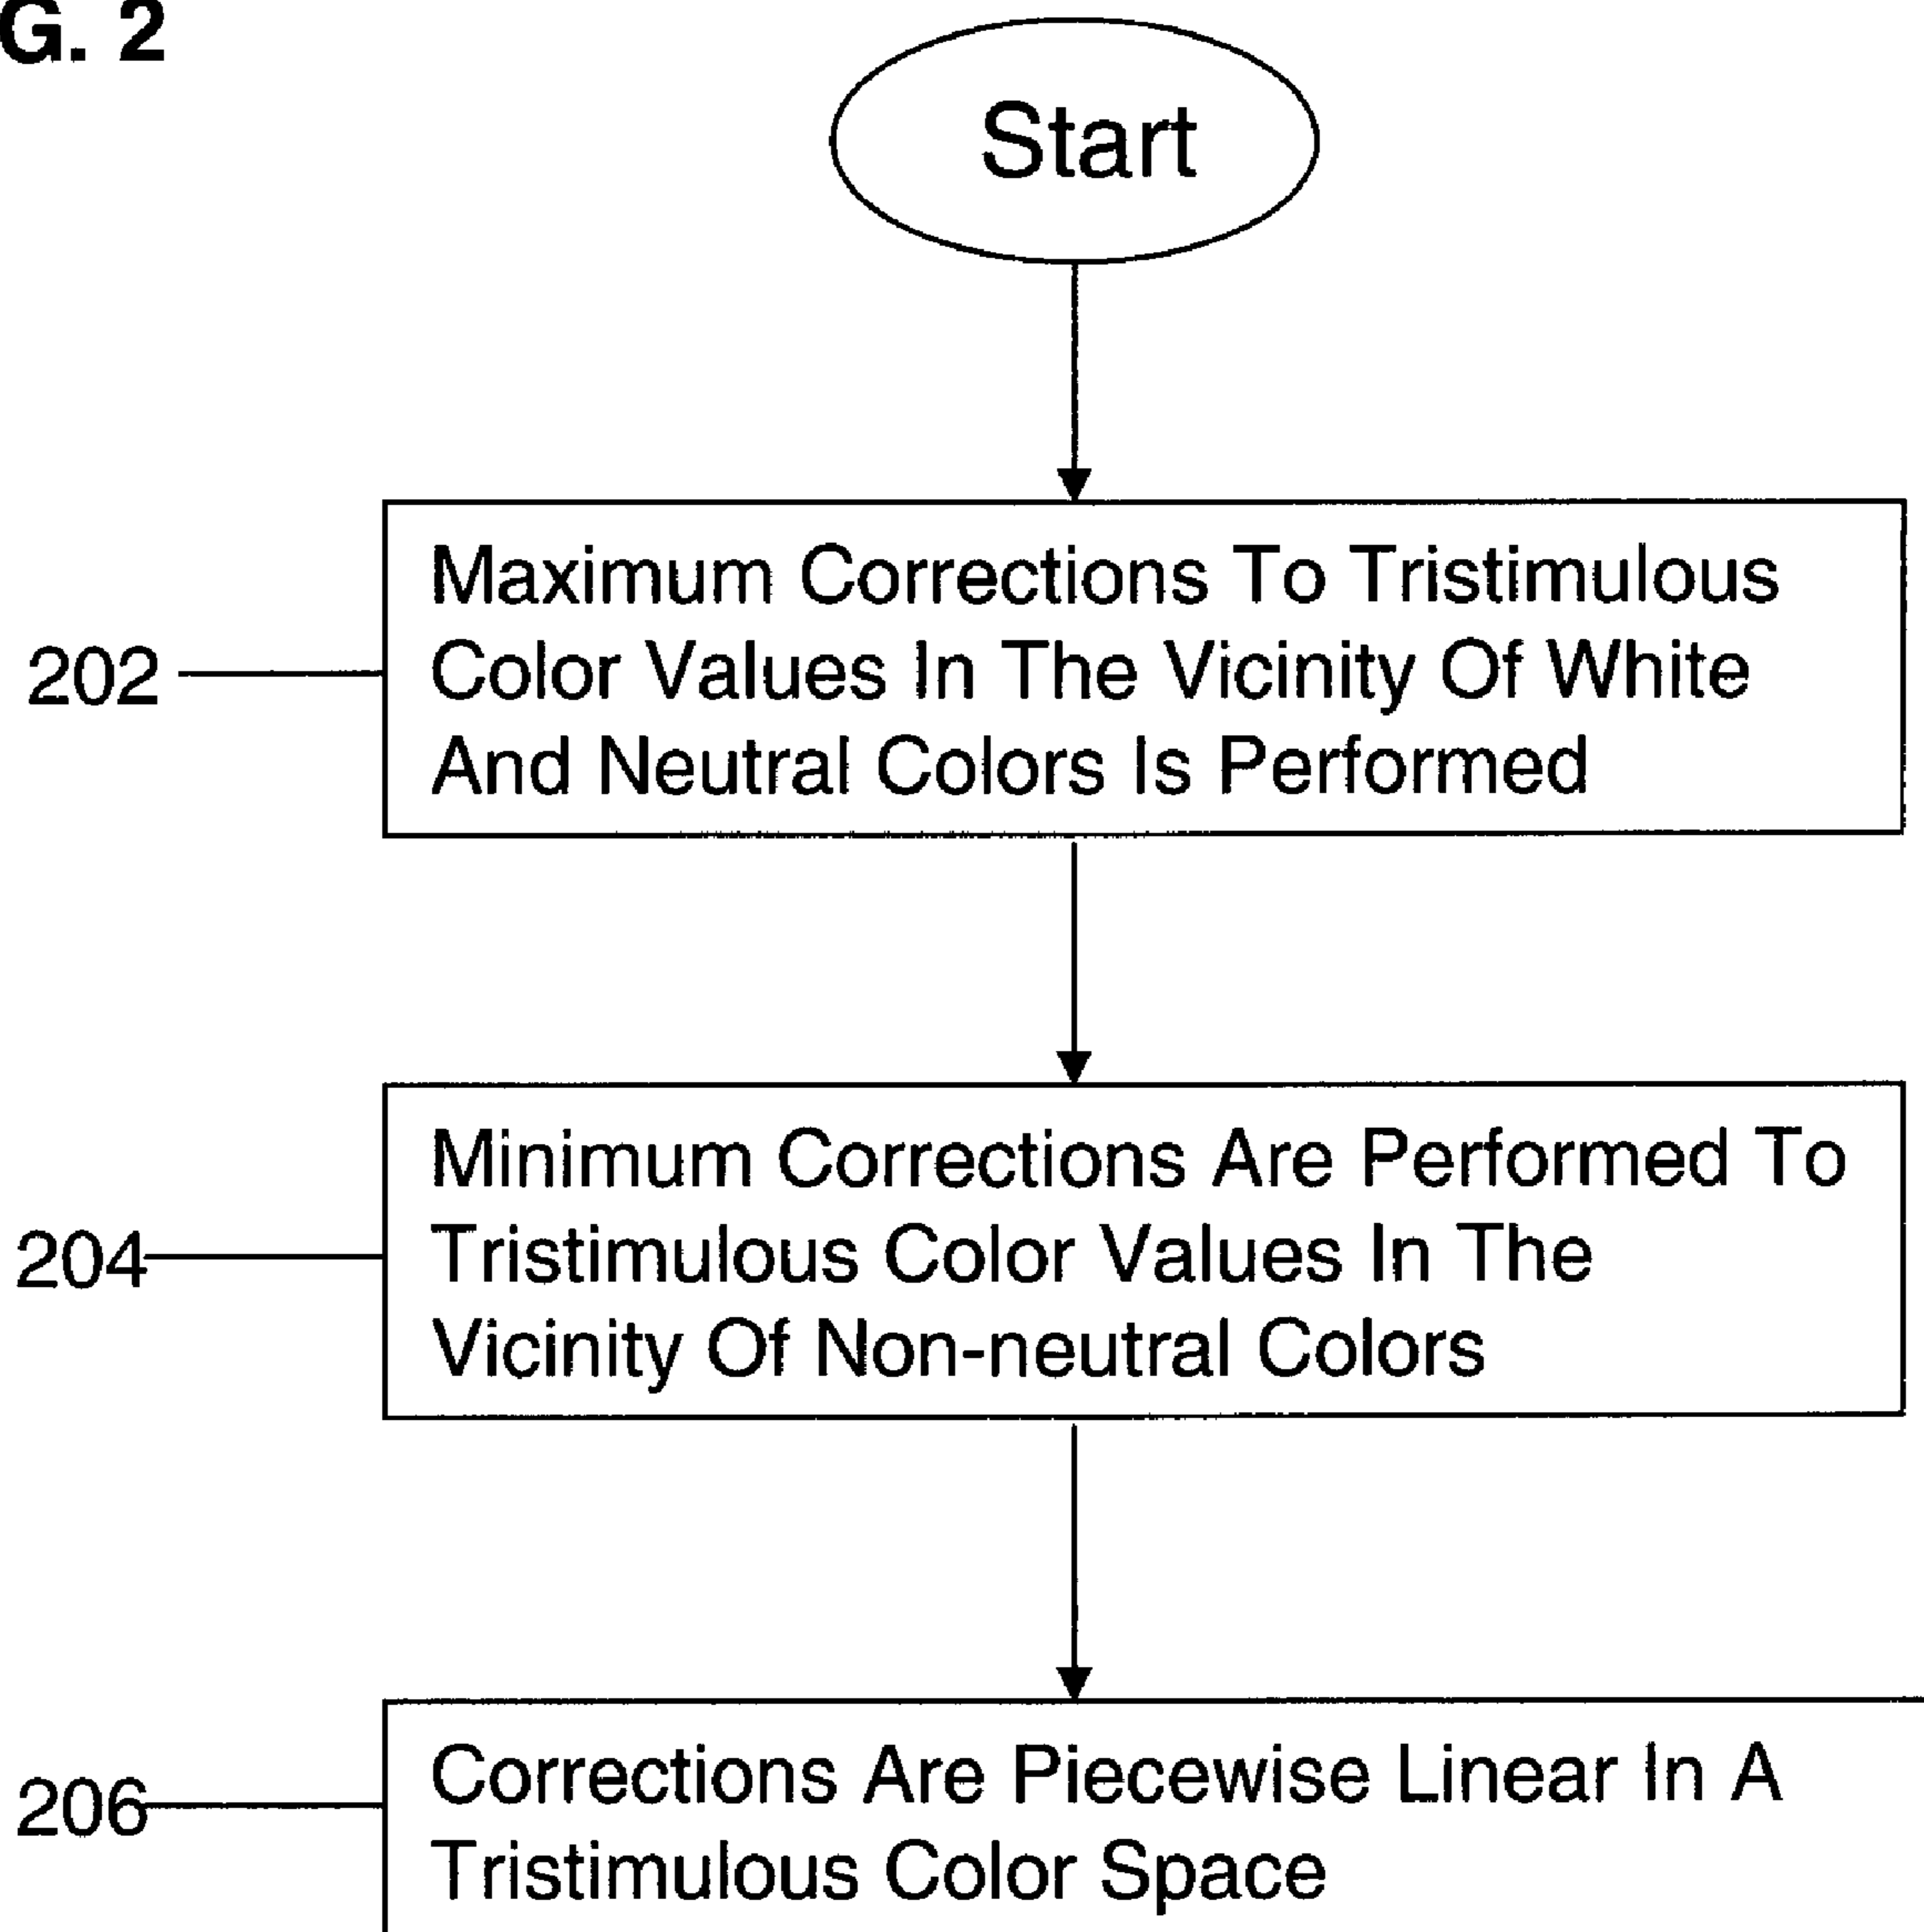 G. 2
Start
Maximum Corrections To Tristimulous
Color Values In The Vicinity Of White
And Neutral Colors Is Performed
202
Minimum Corrections Are Performed To
Tristimulous Color Values In The
Vicinity Of Non-neutral Colors
204
Corrections Are Piecewise Linear In A
Tristimulous Color Space
206